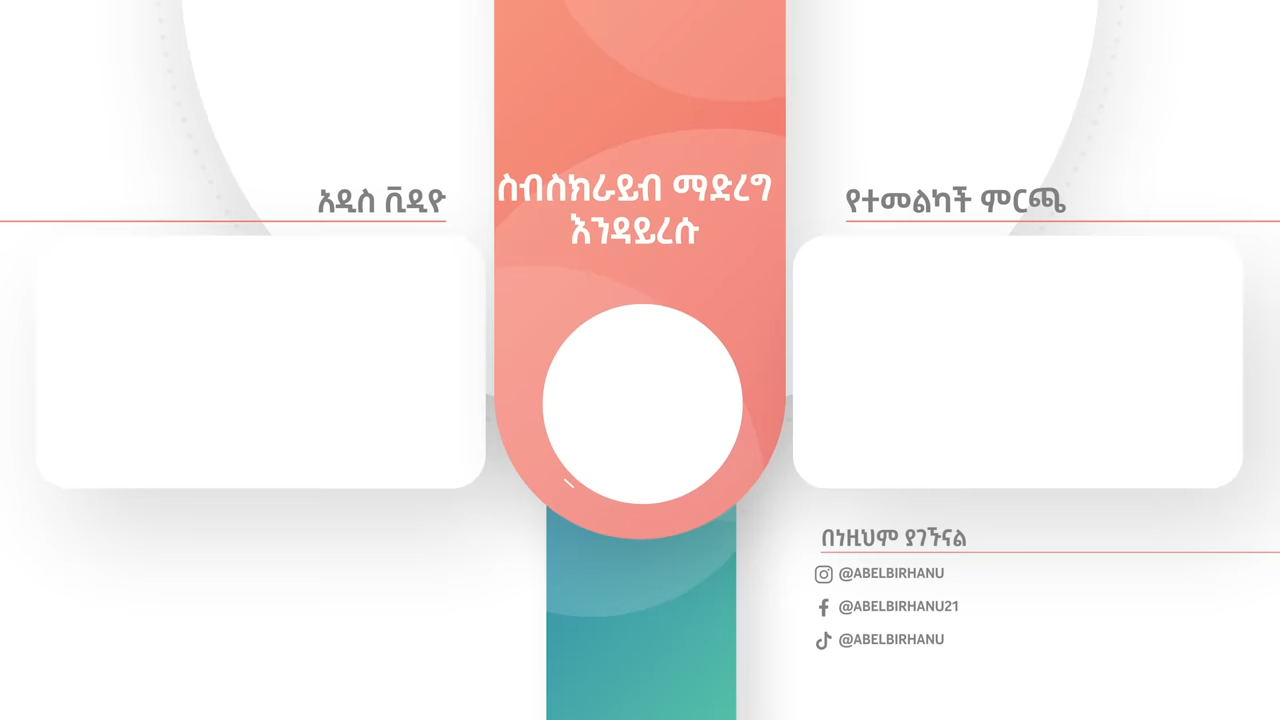 አዲስ ቪዲዮ
ስብስክራይብ ማድረግ
እንዳይረሱ
የተመልካች ምርጫ
በነዚህም ያገኙናል
@ABELBIRHANU
@ABELBIRHANU21
@ABELBIRHANU